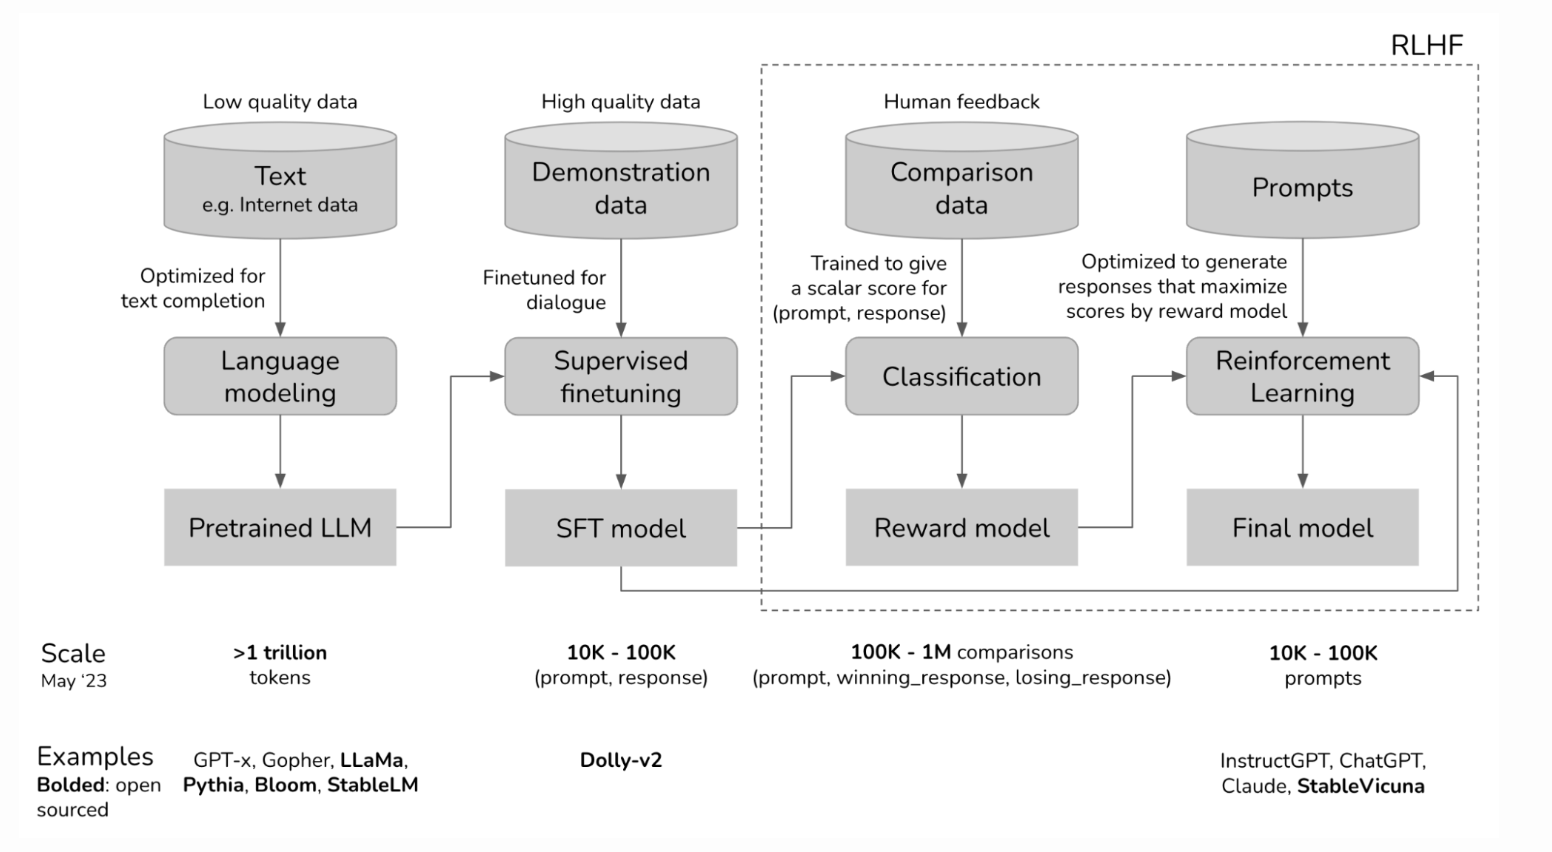 RLHF
Low quality data
High quality data
Human feedback
Text
e.g. Internet data
Demonstration
data
Comparison
data
Prompts
Optimized for
text completion
Finetuned for
dialogue
Trained to give
a scalar score for
(prompt, response)
Optimized to generate
responses that maximize
scores by reward model
Language
modeling
Supervised
finetuning
Classification
Reinforcement
Learning
Pretrained LLM
SFT model
Reward model
Final model
Scale
May ‘23
>1 trillion
tokens
10K - 100K
(prompt, response)
100K - 1M comparisons
(prompt, winning_response, losing_response)
10K - 100K
prompts
Examples
Bolded: open
sourced
GPT-x, Gopher, LLaMa,
Pythia, Bloom, StableLM
Dolly-v2
InstructGPT, ChatGPT,
Claude, StableVicuna